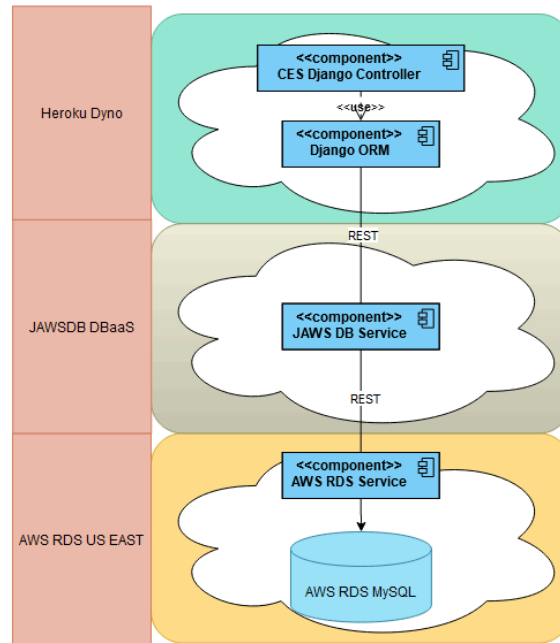 Heroku Dyno
<<component>>
CES Django Controller
<<use>>
<<component>>
Django ORM
REST
JAWSDB DBaaS
<<component>>
JAWS DB Service
REST
AWS RDS US EAST
<<component>>
AWS RDS Service
AWS RDS MySQL